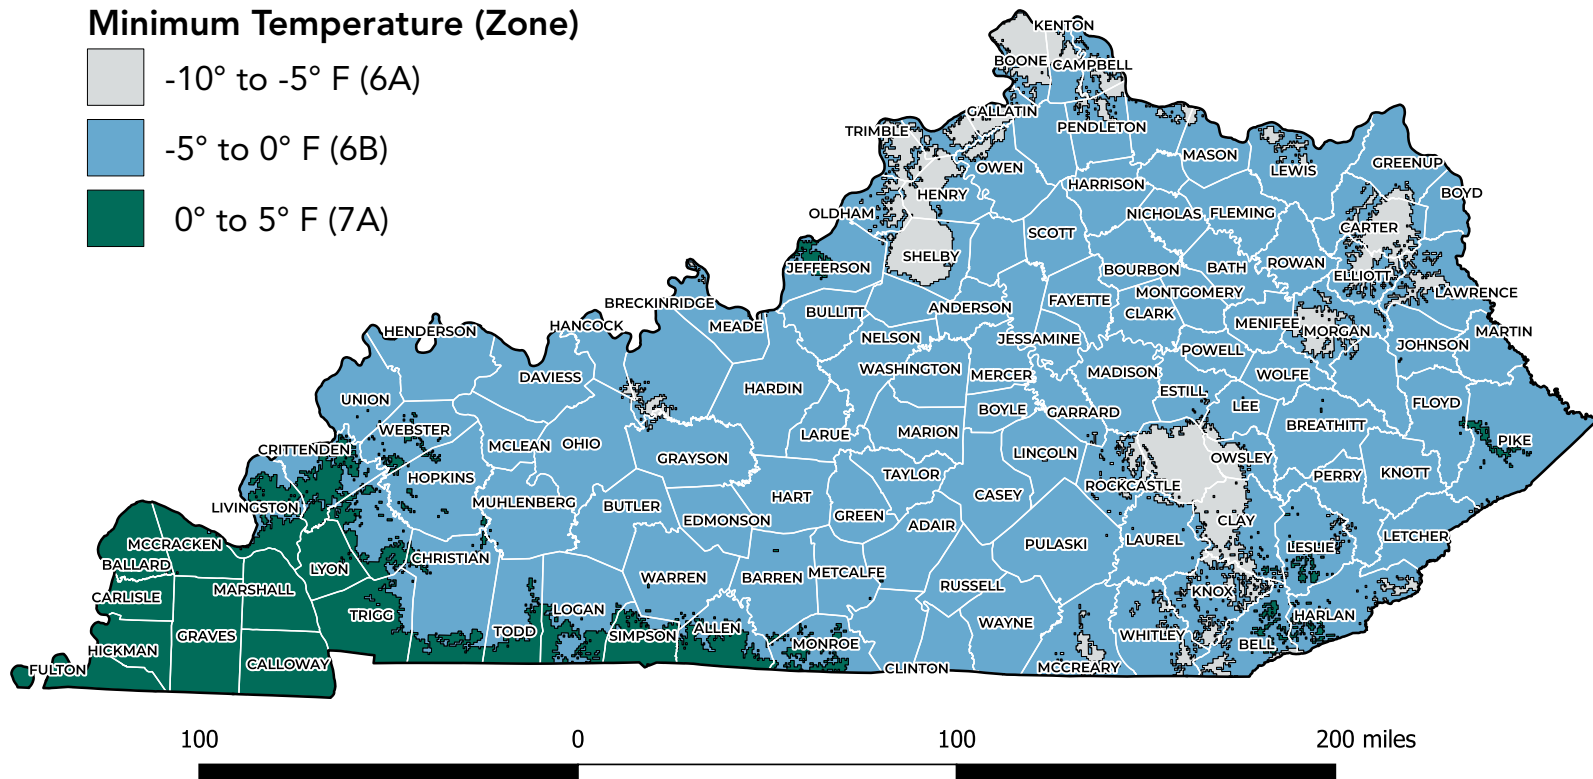 Minimum Temperature (Zone)
-10° to -5° F (6A)
-5° to 0° F (6B)
0° to 5° F (7A)
KENTON
BOONE
CAMPBELL
GALLATIN
TRIMBLE
PENDLETON
MASON
OWEN
LEWIS
GREENUP
HENRY
HARRISON
BOYD
OLDHAM
NICHOLAS
FLEMING
CARTER
SCOTT
SHELBY
JEFFERSON
BOURBON
BATH
ROWAN
ELLIOTT
BRECKINRIDGE
FAYETTE
MONTGOMERY
LAWRENCE
HENDERSON
HANCOCK
MEADE
BULLITT
ANDERSON
CLARK
MENIFEE
MORGAN
MARTIN
NELSON
JESSAMINE
POWELL
JOHNSON
DAVIESS
HARDIN
WASHINGTON
MERCER
MADISON
WOLFE
UNION
ESTILL
LEE
FLOYD
WEBSTER
LARUE
MARION
BOYLE
GARRARD
BREATHITT
CRITTENDEN
MCLEAN
OHIO
GRAYSON
LINCOLN
OWSLEY
PIKE
HOPKINS
TAYLOR
ROCKCASTLE
PERRY
KNOTT
LIVINGSTON
MUHLENBERG
BUTLER
HART
CASEY
EDMONSON
GREEN
ADAIR
CLAY
MCCRACKEN
CHRISTIAN
PULASKI
LAUREL
LESLIE
LETCHER
BALLARD
LYON
WARREN
BARREN
METCALFE
RUSSELL
CARLISLE
MARSHALL
KNOX
TRIGG
LOGAN
WAYNE
HARLAN
GRAVES
TODD
SIMPSON
ALLEN
MONROE
WHITLEY
BELL
HICKMAN
FULTON
CALLOWAY
CLINTON
MCCREARY
100
0
100
200 miles